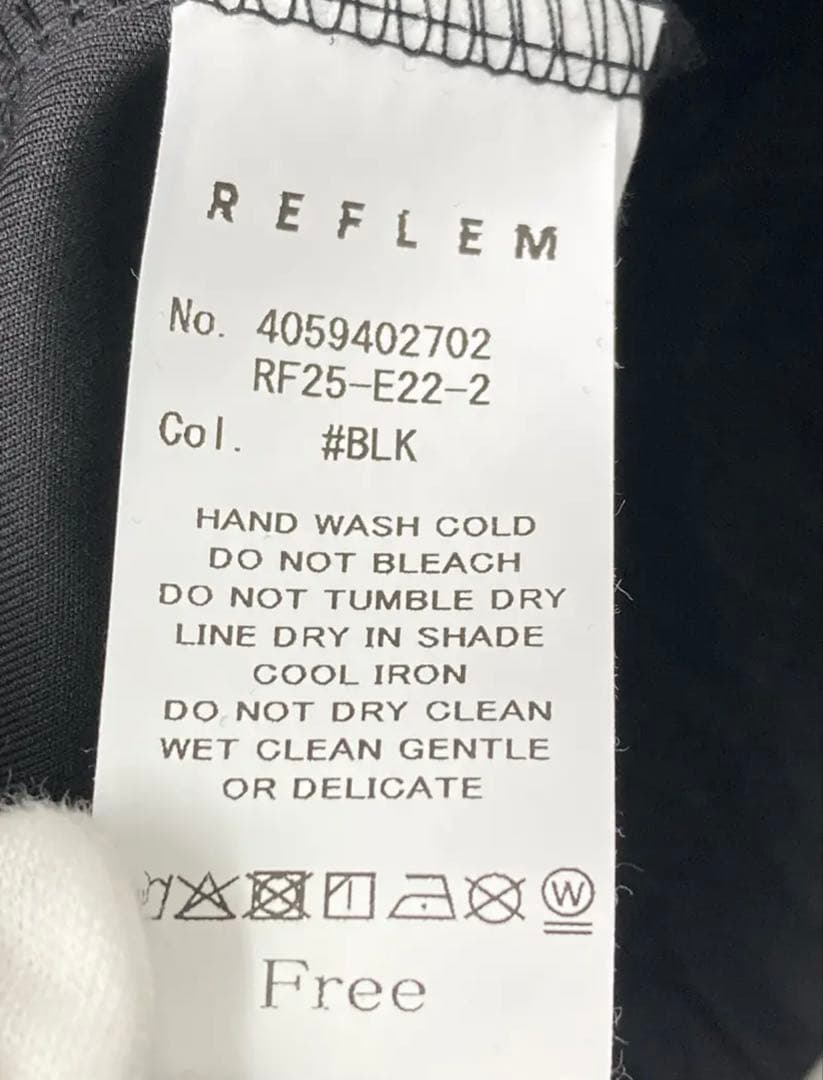 REFLEM
No. 4059402702
RF25-E22-2
Col. #BLK
HAND WASH COLD
DO NOT BLEACH
DO NOT TUMBLE DRY
LINE DRY IN SHADE
COOL IRON
DO NOT DRY CLEAN
WET CLEAN GENTLE
OR DELICATE
W
Free